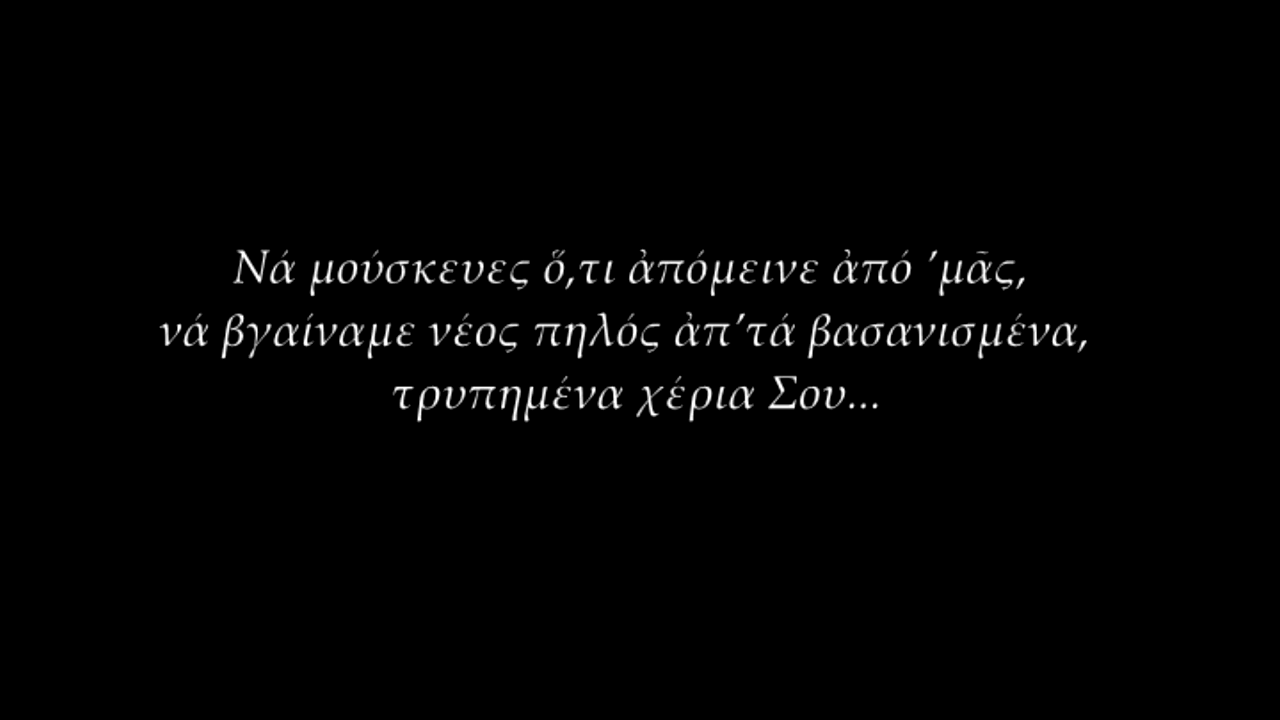 Νά μούσκευες ὅ,τι ἀπόμεινε ἀπό ’μᾶς,
νά βγαίναμε νέος πηλός ἀπ’τά βασανισμένα,
τρυπημένα χέρια Σου...